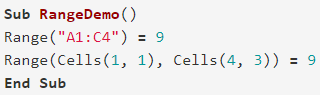 Sub RangeDemo()
Range("A1:C4") = 9
Range(Cells(1, 1), Cells(4, 3)) = 9
End Sub